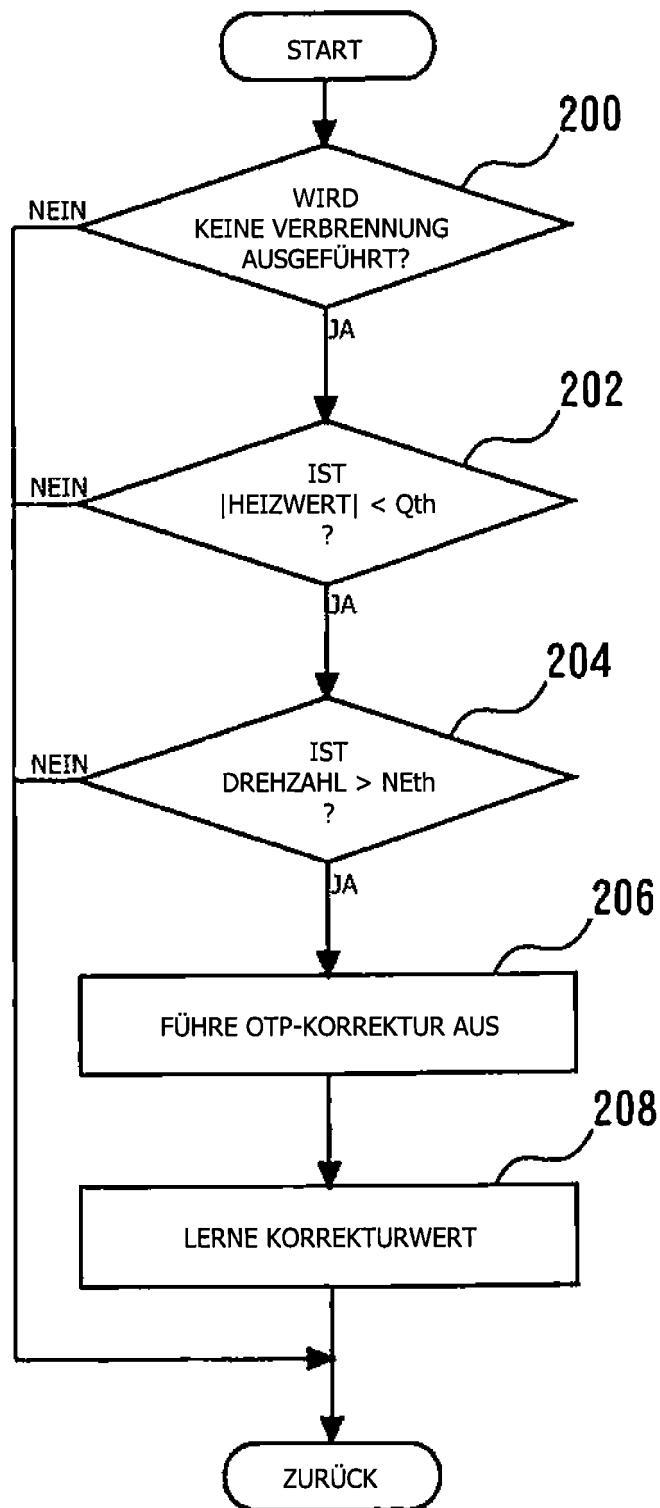 START
200
WIRD
KEINE VERBRENNUNG
AUSGEFÜHRT?
NEIN
JA
202
IST
|HEIZWERT| < Qth
?
NEIN
JA
204
IST
DREHZAHL > NEth
?
NEIN
JA
206
FÜHRE OTP-KORREKTUR AUS
208
LERNE KORREKTURWERT
ZURÜCK